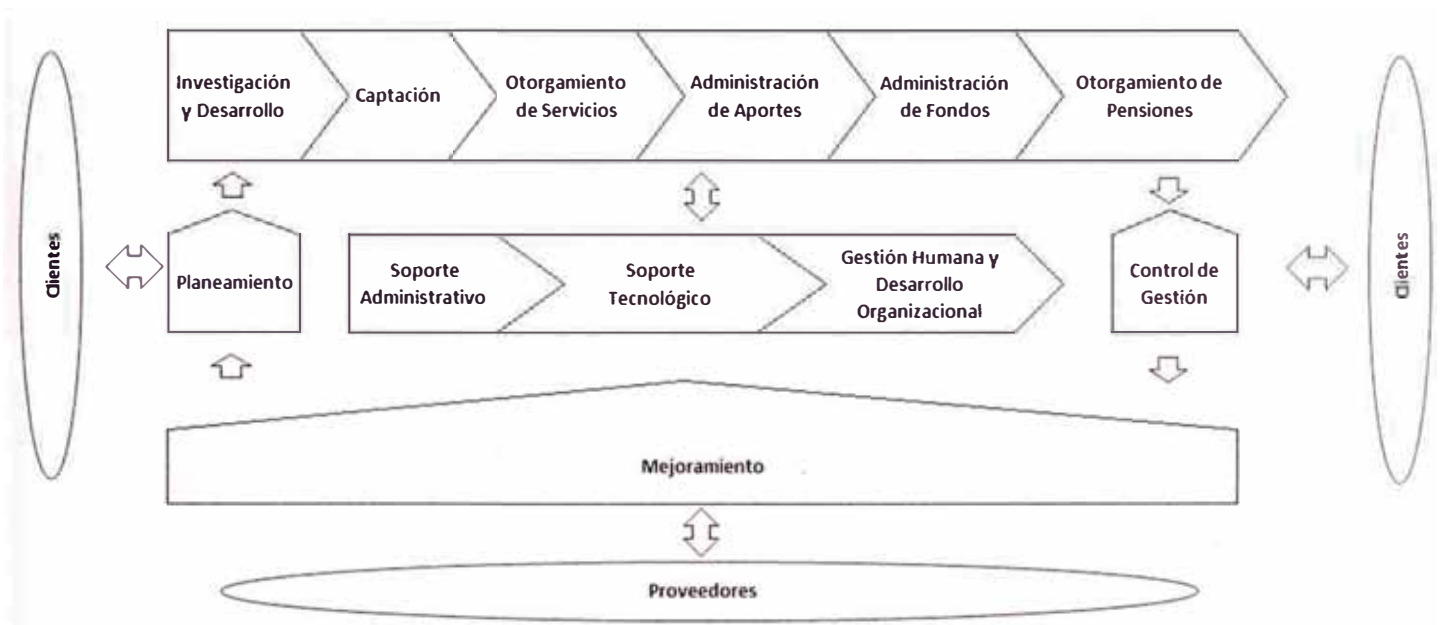 Investigación
y Desarrollo
Captación
Otorgamiento
de Servicios
Administración
de Aportes
Administración
de Fondos
Otorgamiento de
Pensiones
Clientes
Planeamiento
Soporte
Administrativo
Soporte
Tecnológico
Gestión Humana y
Desarrollo
Organizacional
Control de
Gestión
Clientes
Mejoramiento
Proveedores